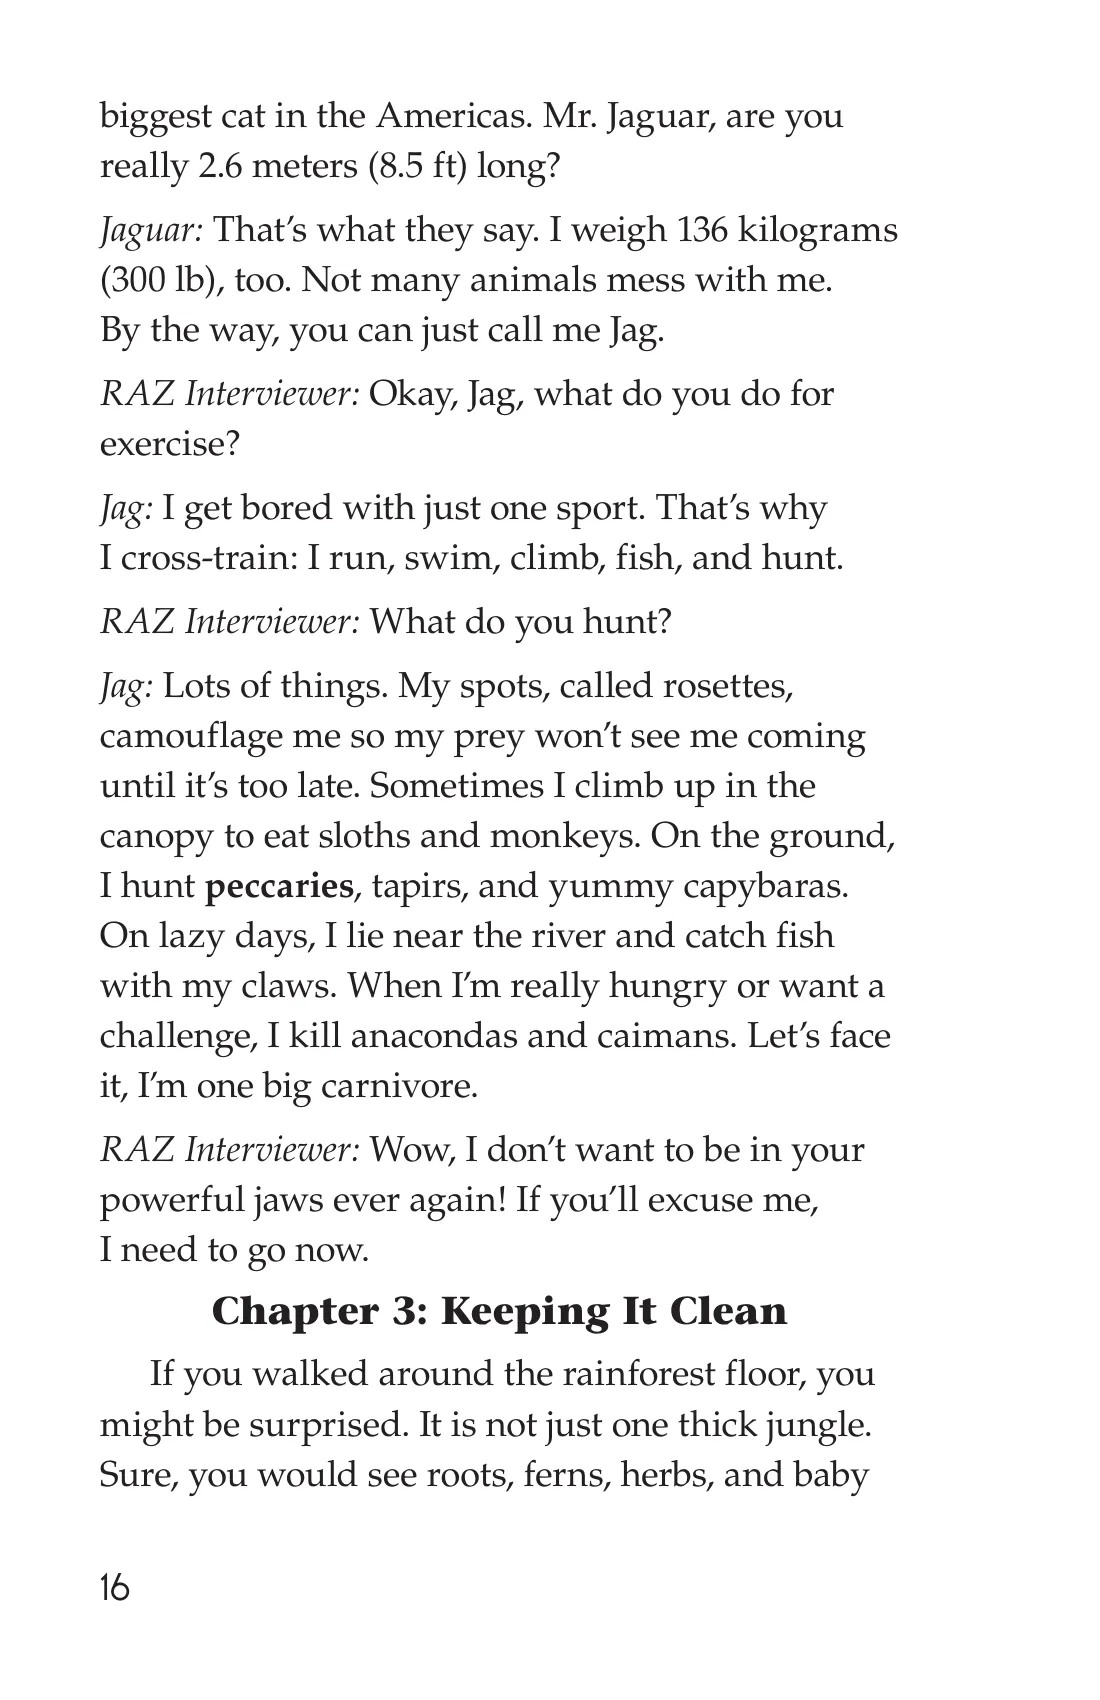 biggest cat in the Americas. Mr. Jaguar, are you
really 2.6 meters (8.5 ft) long?
Jaguar: That’s what they say. I weigh 136 kilograms
(300 lb), too. Not many animals mess with me.
By the way, you can just call me Jag.
RAZ Interviewer: Okay, Jag, what do you do for
exercise?
Jag: I get bored with just one sport. That’s why
I cross-train: I run, swim, climb, fish, and hunt.
RAZ Interviewer: What do you hunt?
Jag: Lots of things. My spots, called rosettes,
camouflage me so my prey won’t see me coming
until it’s too late. Sometimes I climb up in the
canopy to eat sloths and monkeys. On the ground,
I hunt peccaries, tapirs, and yummy capybaras.
On lazy days, I lie near the river and catch fish
with my claws. When I’m really hungry or want a
challenge, I kill anacondas and caimans. Let’s face
it, I’m one big carnivore.
RAZ Interviewer: Wow, I don’t want to be in your
powerful jaws ever again! If you’ll excuse me,
I need to go now.
Chapter 3: Keeping It Clean
If you walked around the rainforest floor, you
might be surprised. It is not just one thick jungle.
Sure, you would see roots, ferns, herbs, and baby
16